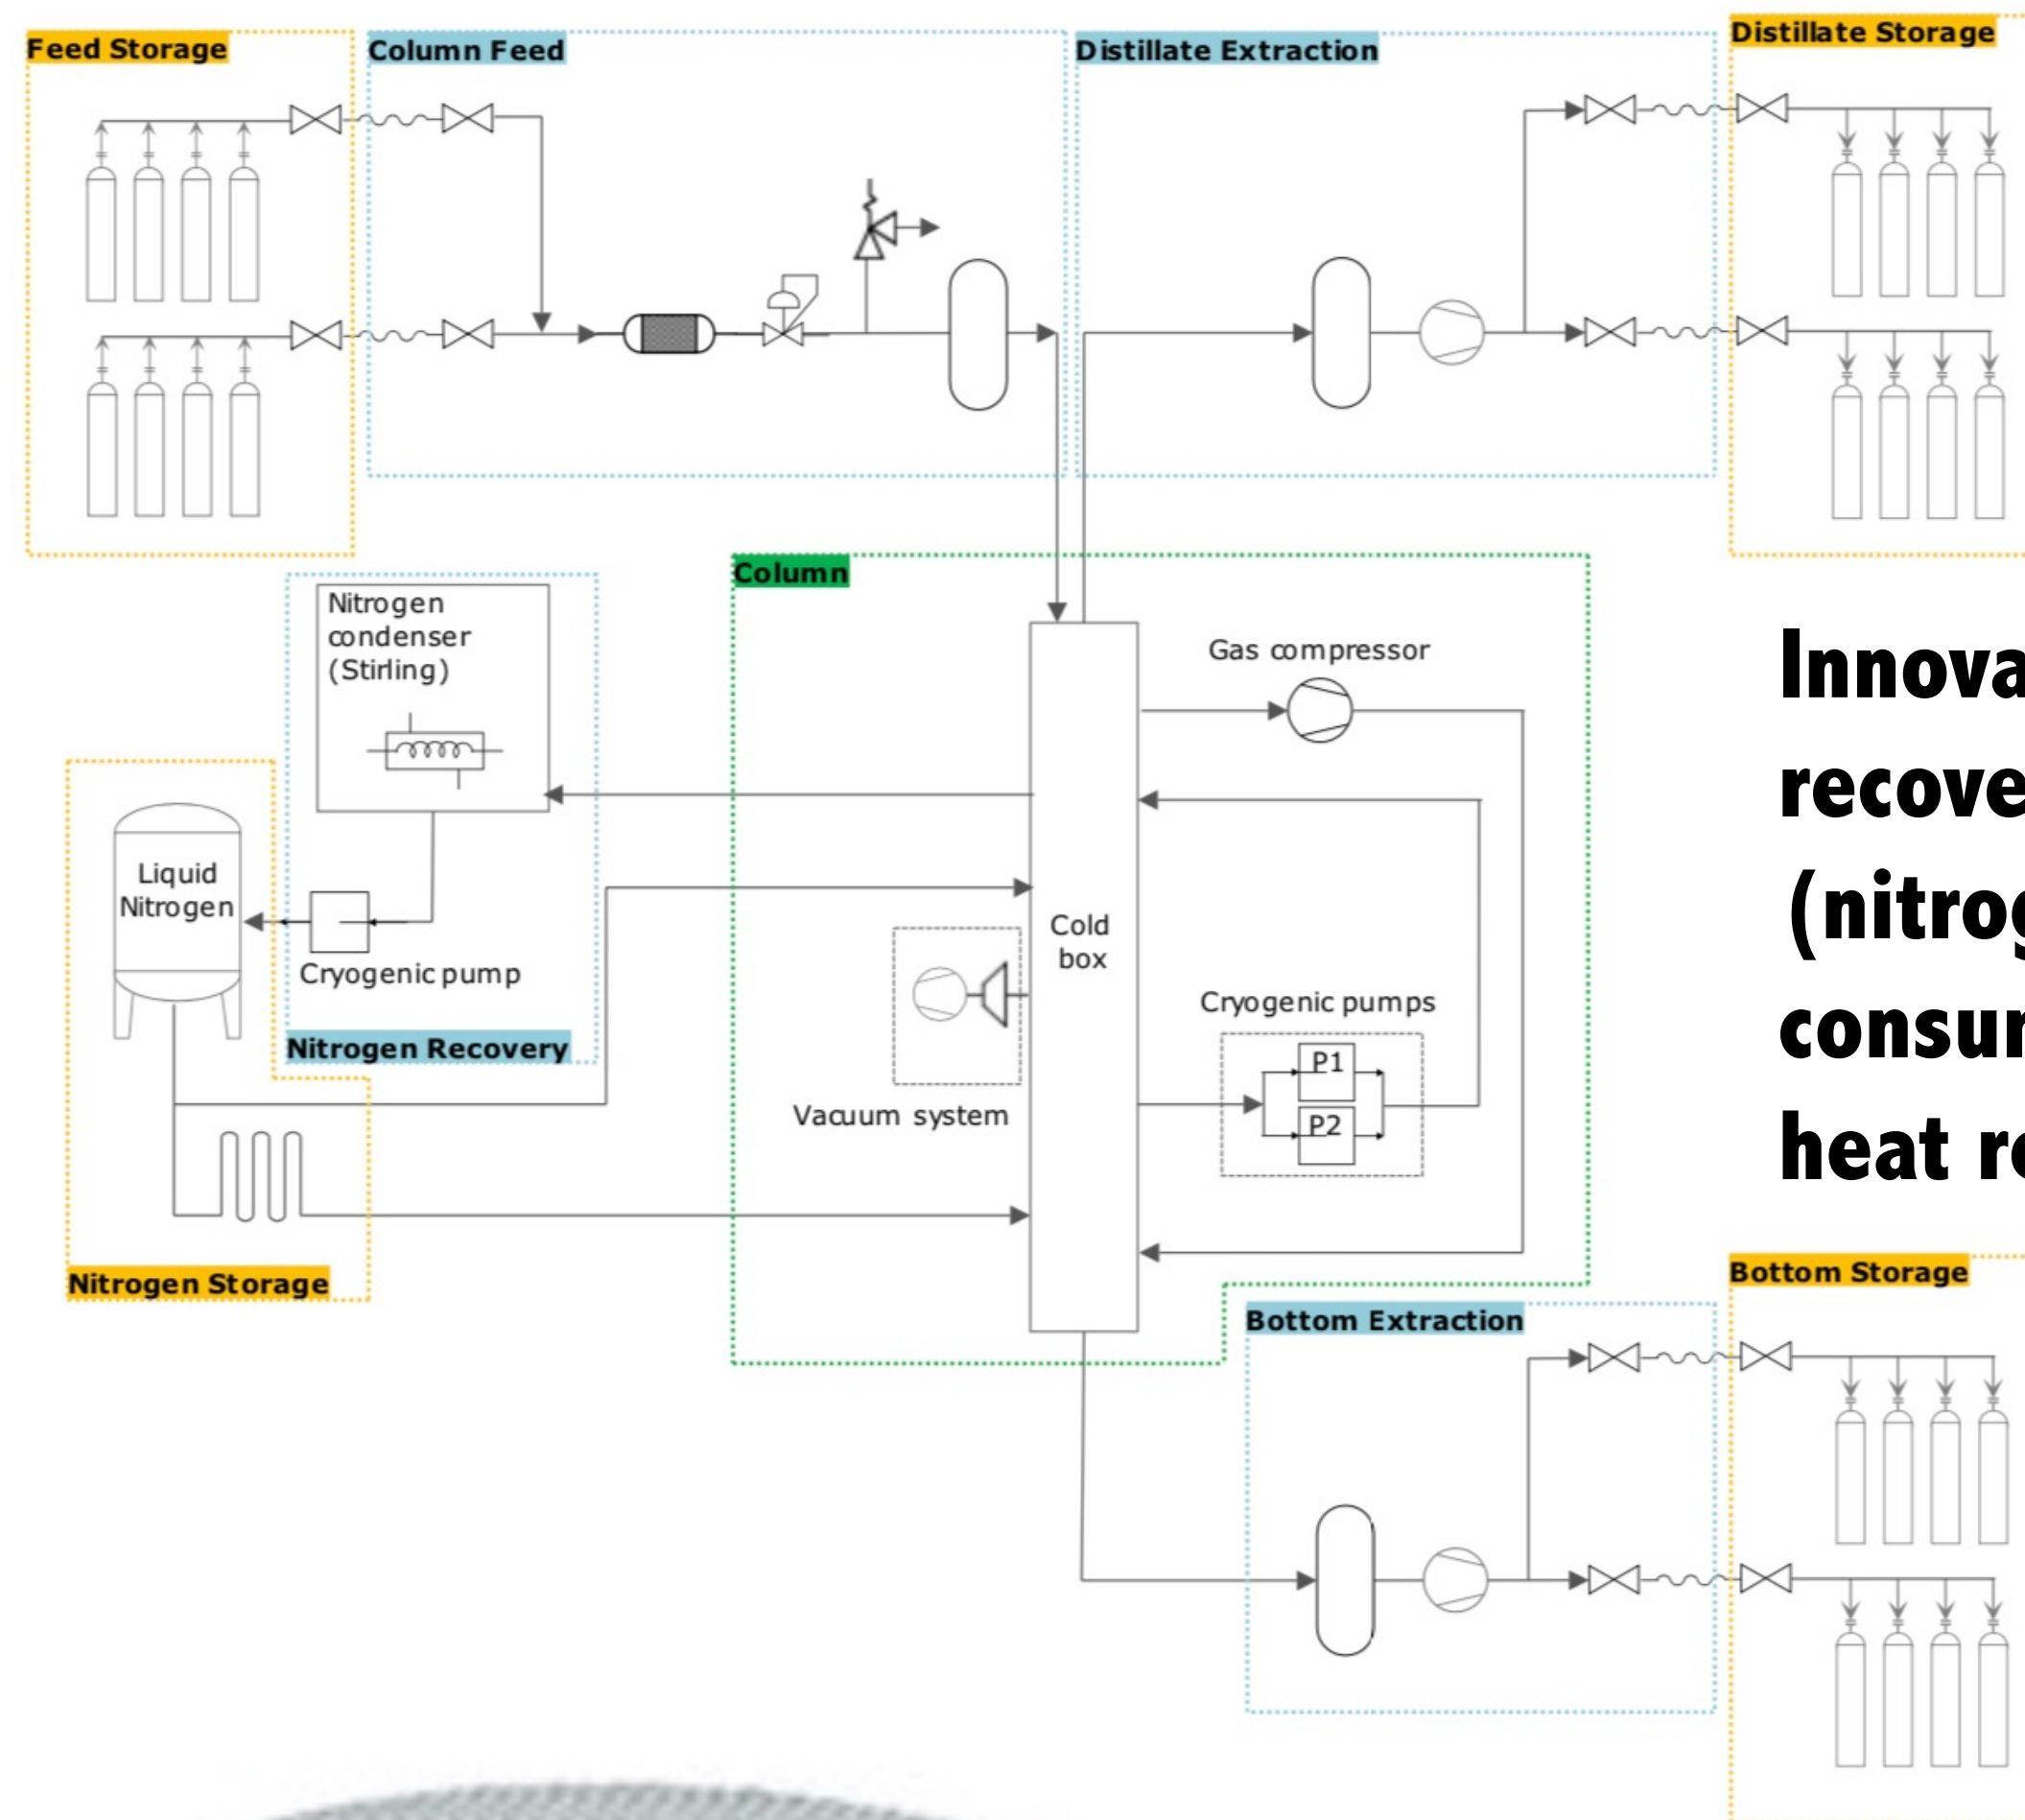 Feed Storage
Column Feed
Distillate Extraction
Distillate Storage
Column
Nitrogen
condenser
(Stirling)
Gas compressor
Liquid
Nitrogen
Cryogenic pump
Nitrogen Recovery
Cold
box
Vacuum system
Cryogenic pumps
P1
P2
Nitrogen Storage
Bottom Extraction
Bottom Storage
Innova
recove
(nitrog
consu
heat r